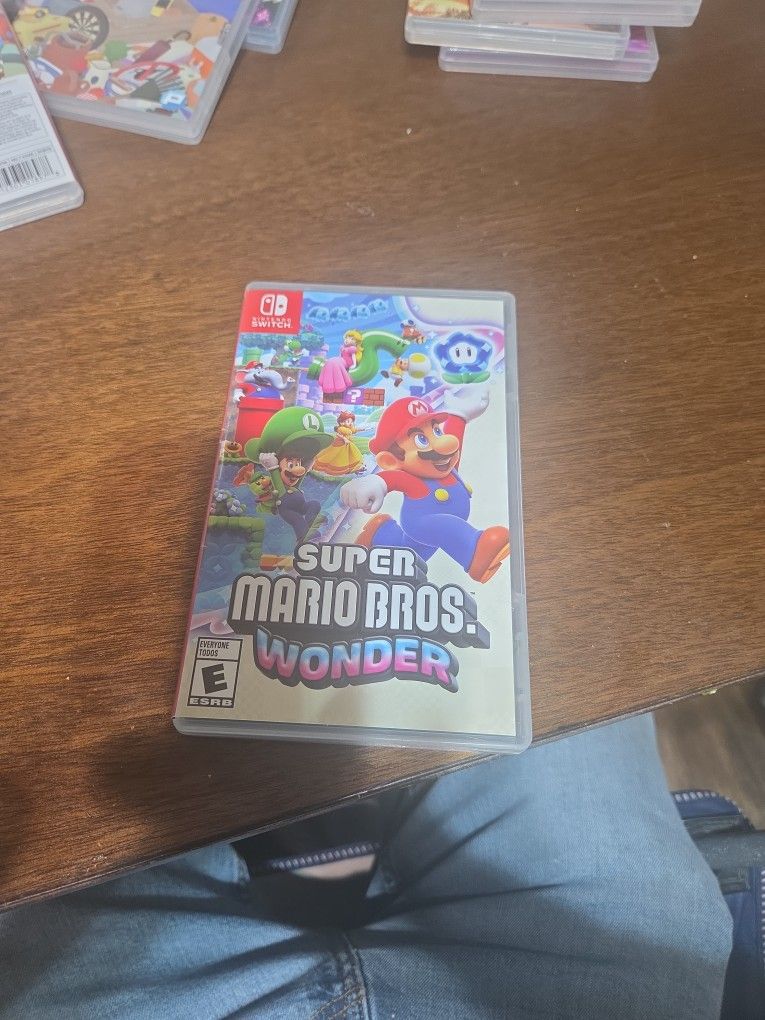 NINTENDO
SWITCH
L
M
?
SUPER
MARIO BROS.
WONDER
EVERYONE
TODOS
E
ESRB